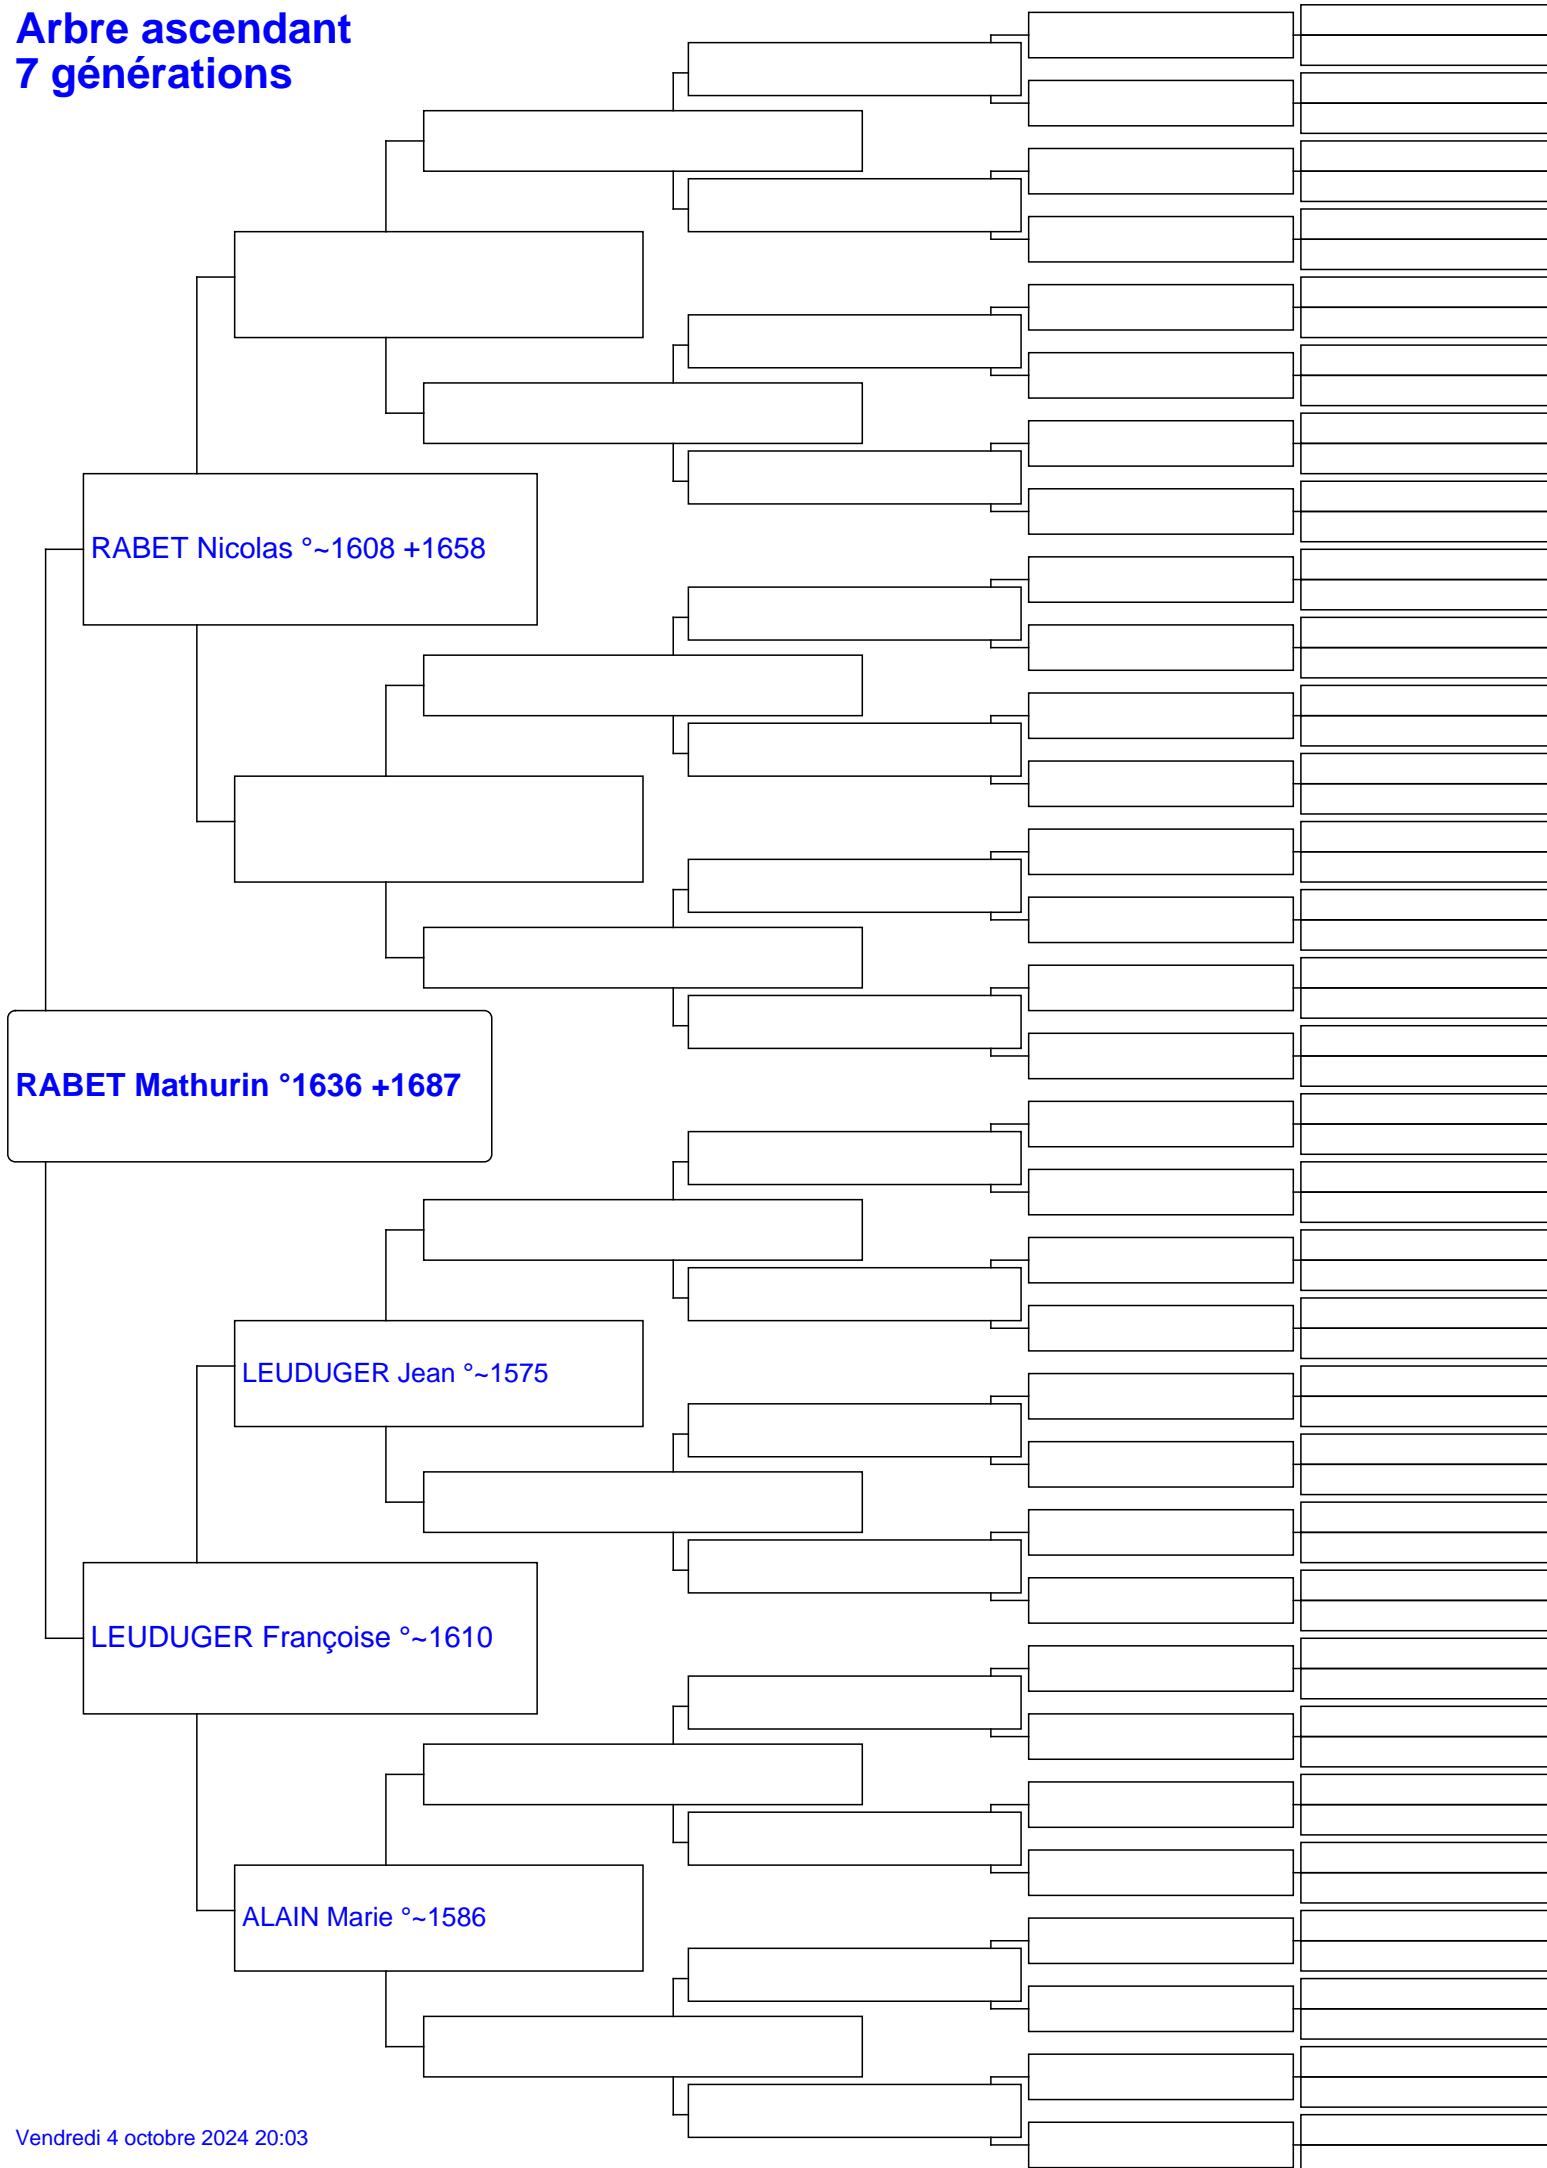 Arbre ascendant
7 générations
RABET Nicolas °~1608 +1658
RABET Mathurin °1636 +1687
LEUDUGER Jean °~1575
LEUDUGER Françoise °~1610
ALAIN Marie °~1586
Vendredi 4 octobre 2024 20:03